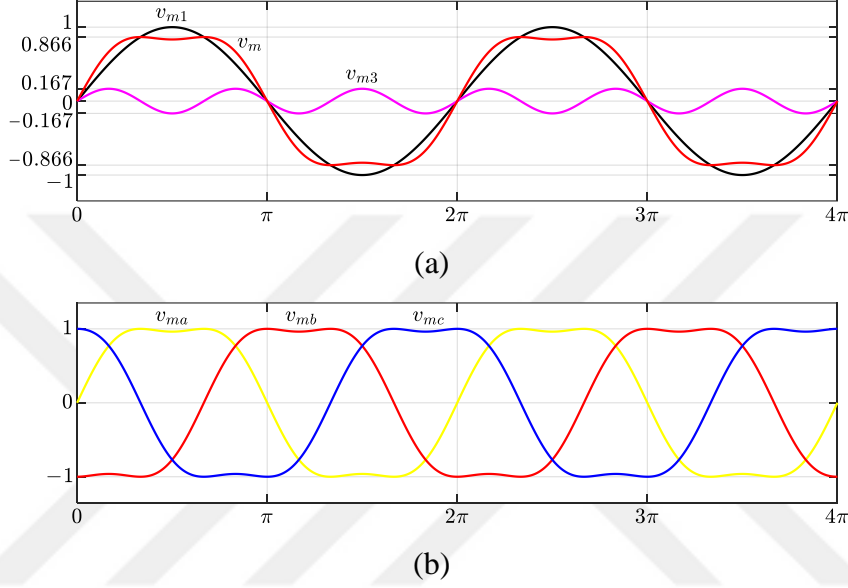 v_{m1}
1
0.866
v_m
v_{m3}
0.167
0
−0.167
−0.866
−1
0 π 2π 3π 4π
(a)
v_{ma} v_{mb} v_{mc}
1
0
−1
0 π 2π 3π 4π
(b)